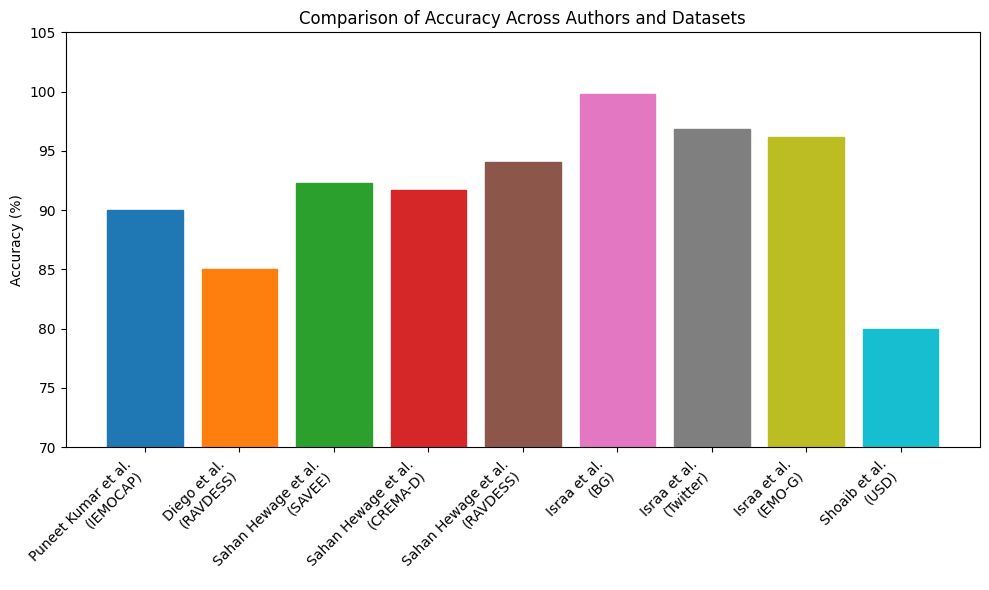 Comparison of Accuracy Across Authors and Datasets
Accuracy (%)
105
100
95
90
85
80
75
70
Puneet Kumar et al.
(IEMOCAP)
Diego et al.
(RAVDESS)
Sahan Hewage et al.
(SAVEE)
Sahan Hewage et al.
(CREMA-D)
Sahan Hewage et al.
(RAVDESS)
Israa et al.
(BG)
Israa et al.
(Twitter)
Israa et al.
(EMO-G)
Shoaib et al.
(USD)